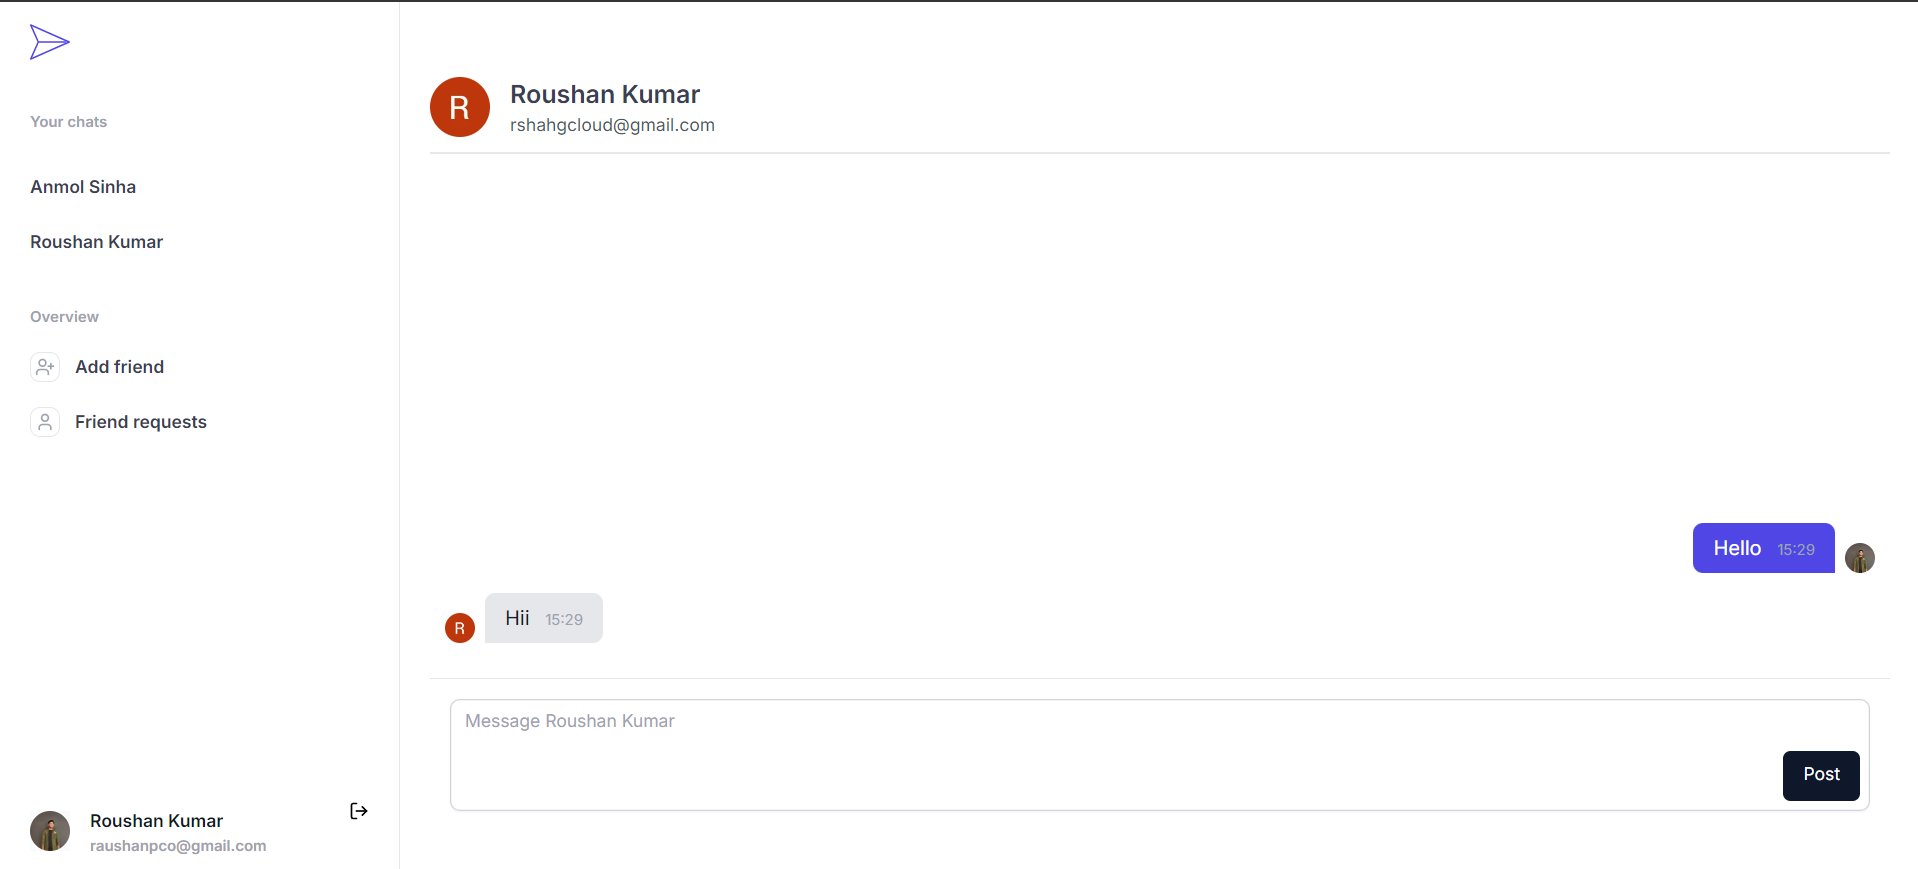 Your chats
Anmol Sinha
Roushan Kumar
Overview
Add friend
Friend requests
Roushan Kumar
raushanpco@gmail.com
R
Roushan Kumar
rshahgcloud@gmail.com
Hello 15:29
R
Hii 15:29
Message Roushan Kumar
Post